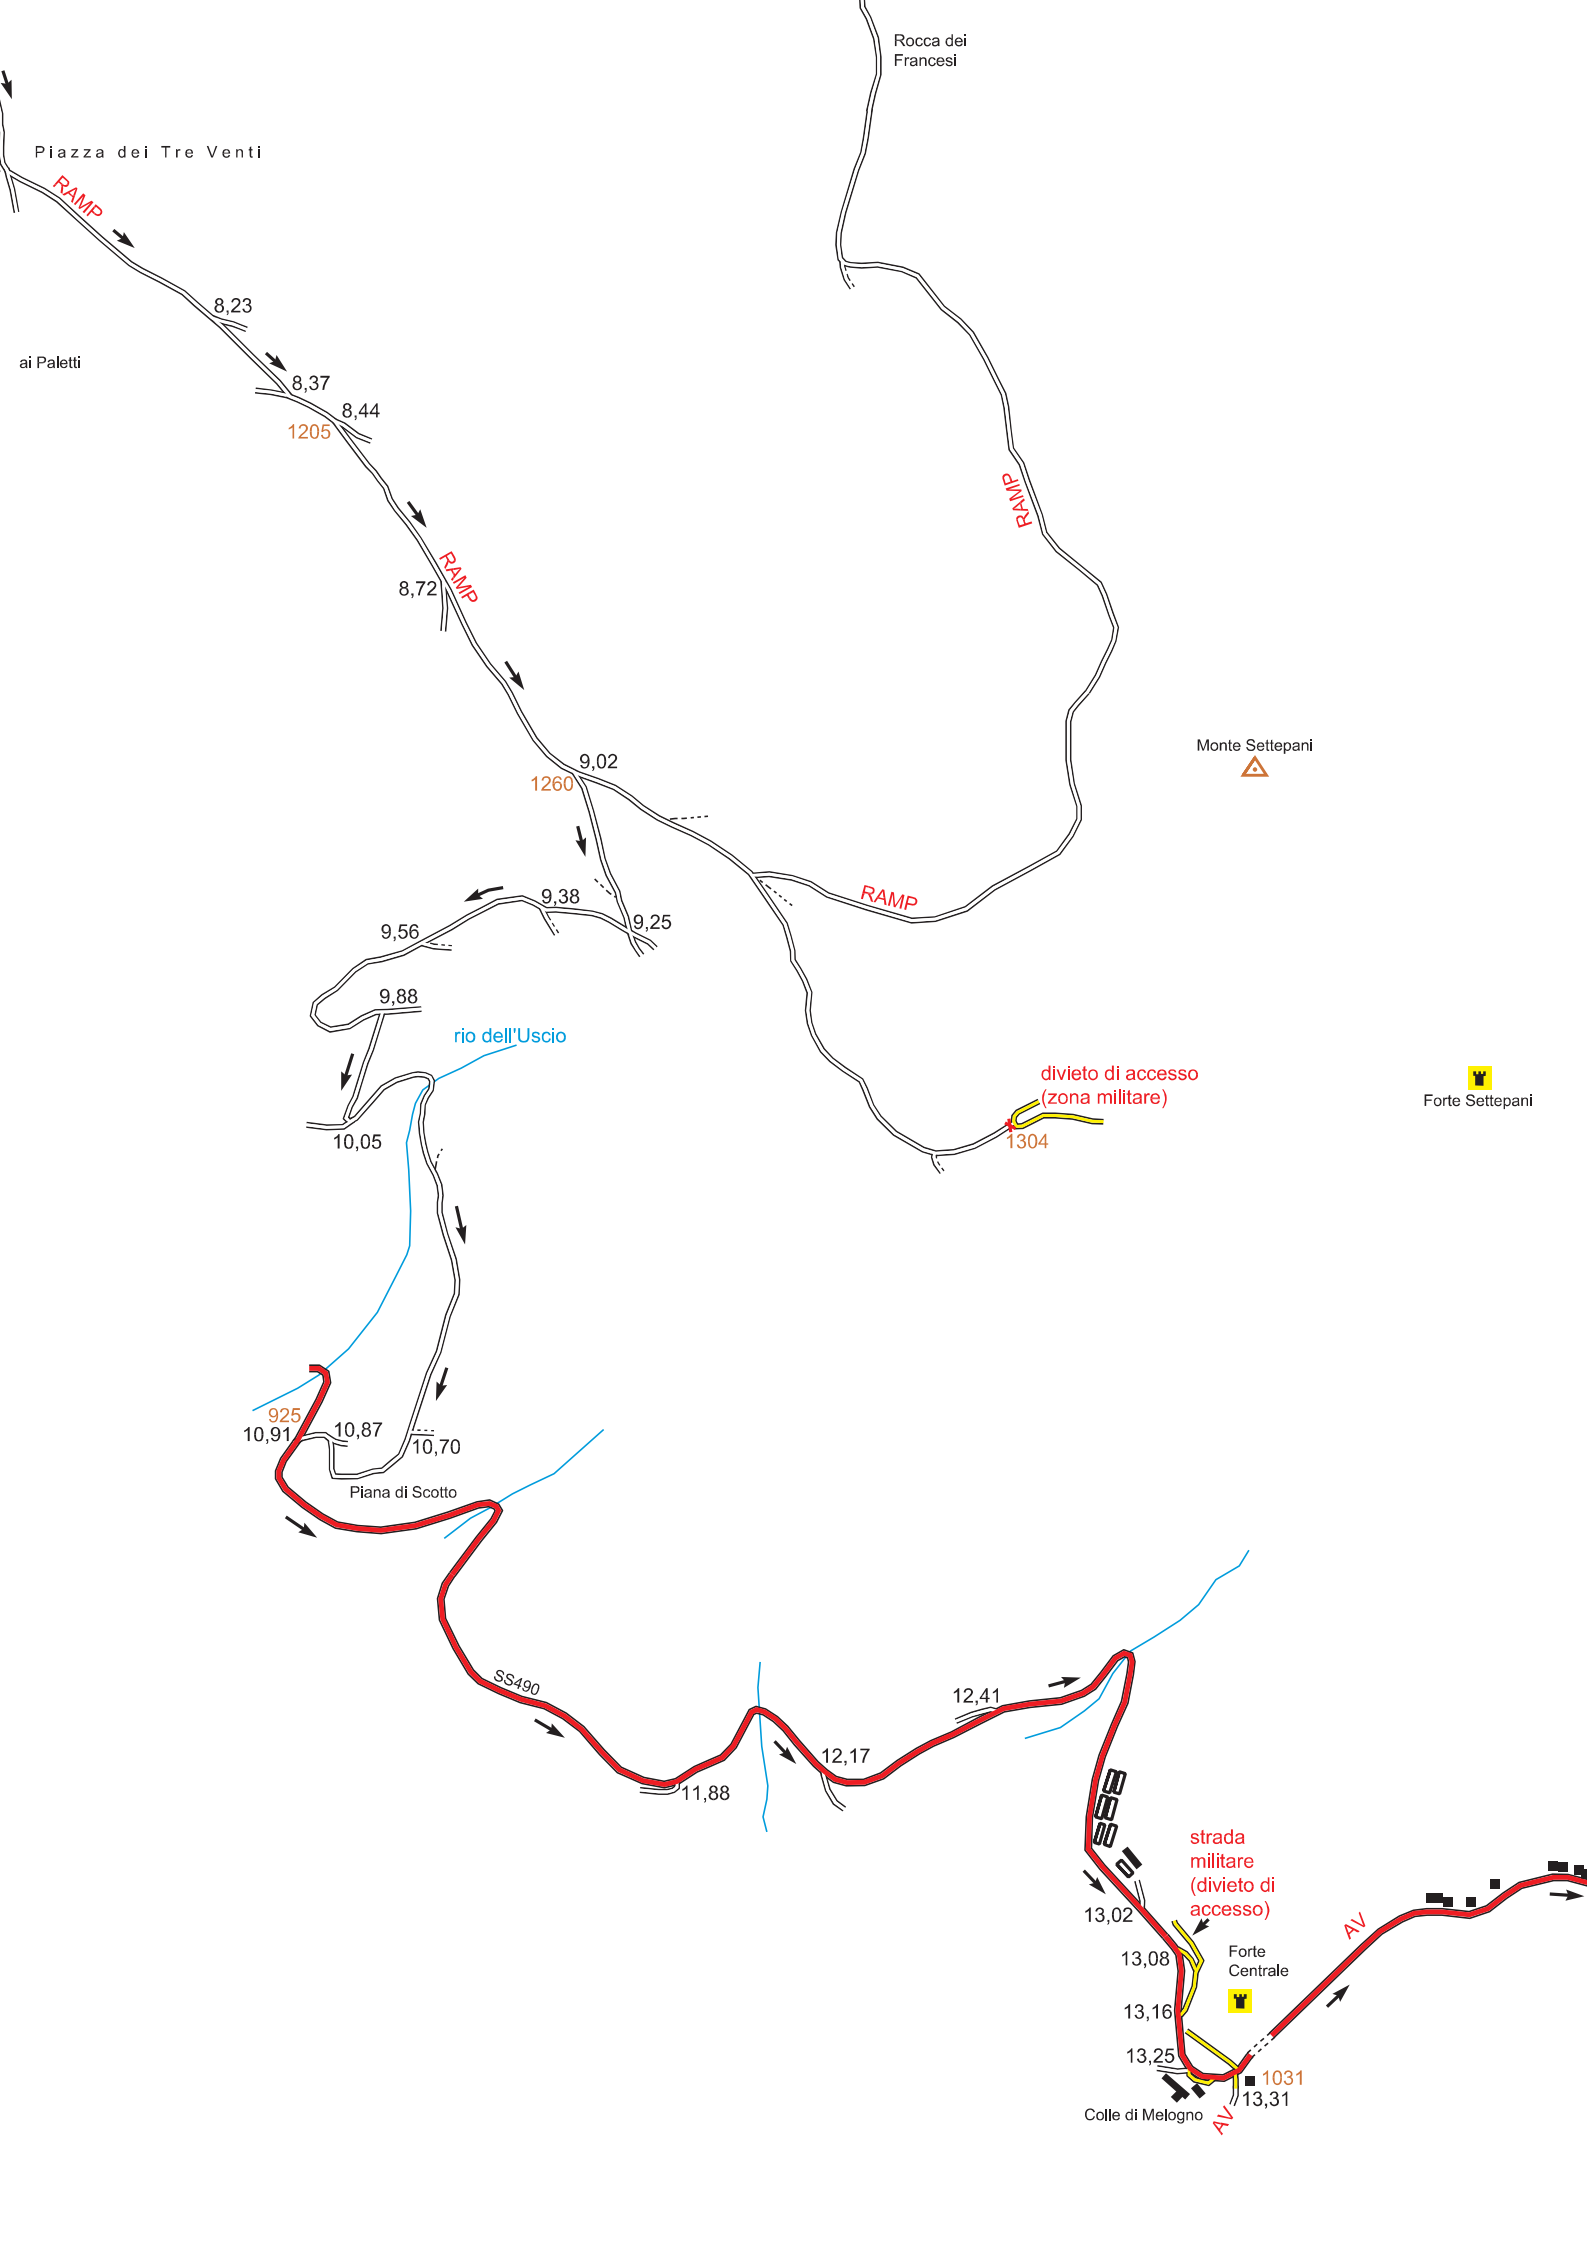 Rocca dei
Francesi
Piazza dei Tre Venti
RAMP
8,23
ai Paletti
8,37
8,44
1205
RAMP
RAMP
8,72
Monte Settepani
9,02
1260
RAMP
9,38
9,25
9,56
9,88
rio dell'Uscio
divieto di accesso
(zona militare)
1304
Forte Settepani
10,05
925
10,91
10,87
10,70
Piana di Scotto
SS490
12,41
12,17
11,88
strada
militare
(divieto di
accesso)
13,02
AV
13,08
Forte
Centrale
13,16
13,25
1031
13,31
Colle di Melogno
AV